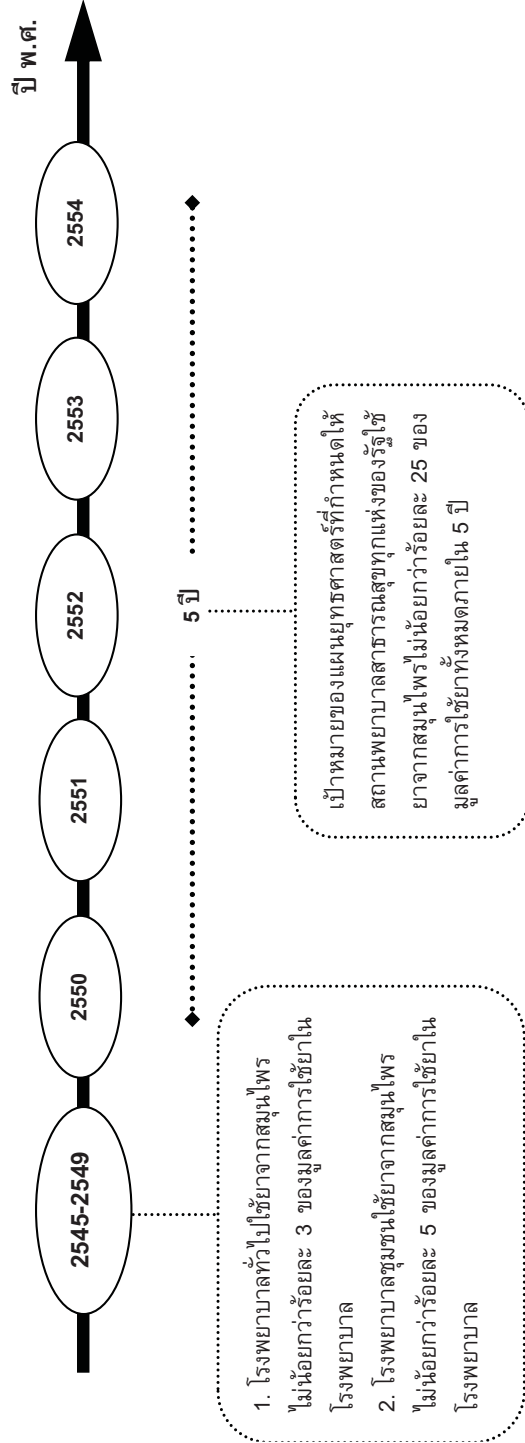 ปี พ.ศ.
2545-2549
2550
2551
2552
2553
2554
5 ปี
1. โรงพยาบาลทั่วไปใช้ยาจากสมุนไพร
ไม่น้อยกว่าร้อยละ 3 ของมูลค่าการใช้ยาใน
โรงพยาบาล
2. โรงพยาบาลชุมชนใช้ยาจากสมุนไพร
ไม่น้อยกว่าร้อยละ 5 ของมูลค่าการใช้ยาใน
โรงพยาบาล
เป้าหมายของแผนยุทธศาสตร์ที่กำหนดให้
สถานพยาบาลสาธารณสุขทุกแห่งของรัฐใช้
ยาจากสมุนไพรไม่น้อยกว่าร้อยละ 25 ของ
มูลค่าการใช้ยาทั้งหมดภายใน 5 ปี